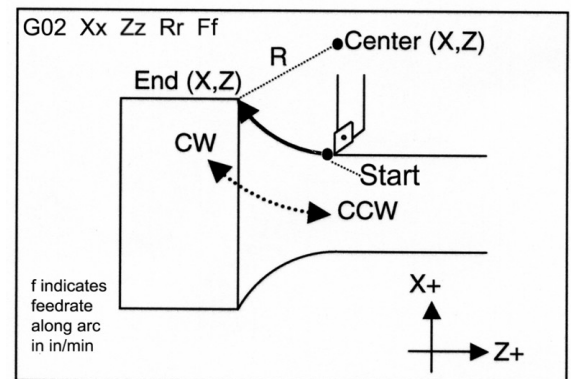 G02 Xx Zz Rr Ff
Center (X,Z)
R
End (X,Z)
CW
Start
CCW
f indicates
feedrate
along arc
in in/min
X+
Z+